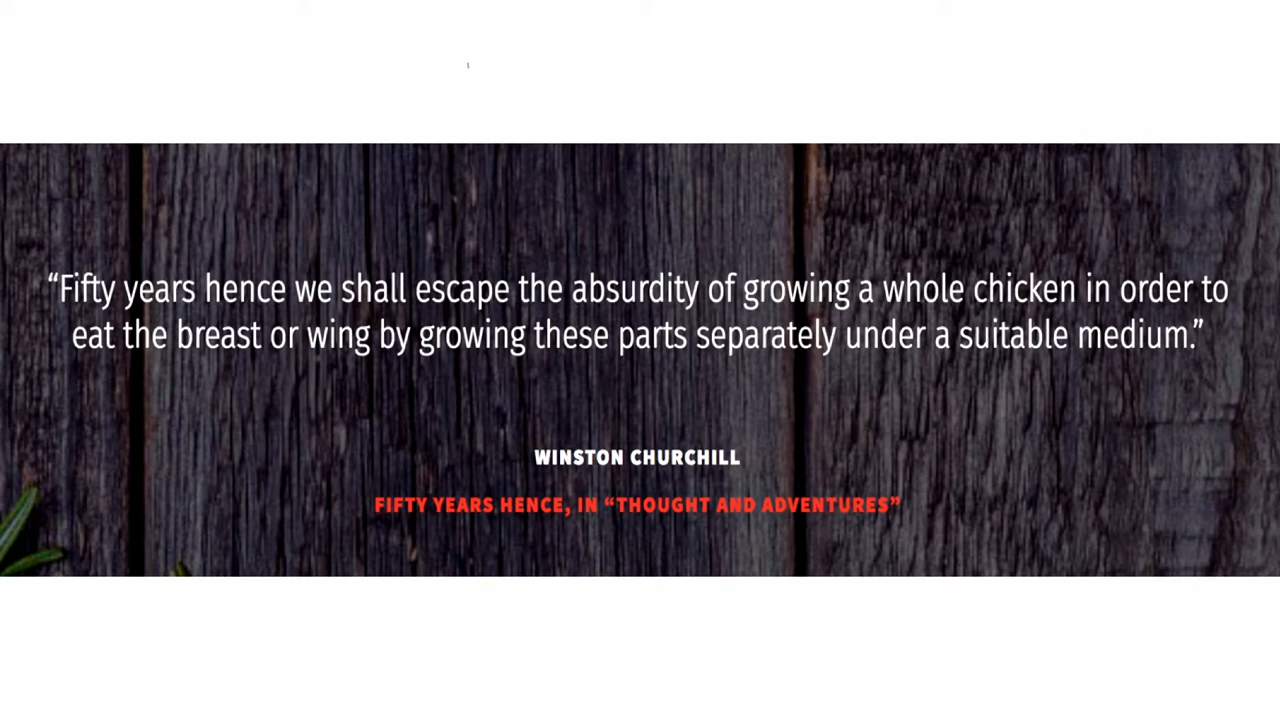 “Fifty years hence we shall escape the absurdity of growing a whole chicken in order to
eat the breast or wing by growing these parts separately under a suitable medium.”
WINSTON CHURCHILL
FIFTY YEARS HENCE, IN “THOUGHT AND ADVENTURES”